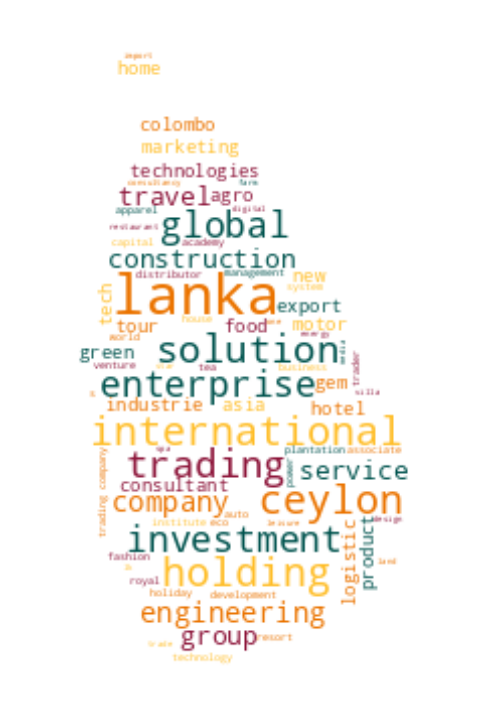 import
home
colombo
marketing
technologies
consultancy farm
travel agro
apparel digital
restaurant global
capital academy
construction
distributor management new
lanka system
tech export
house
tour food one motor
world energy
green solution media
venture spa tea business trader
enterprise gem villa
industrie asia hotel
international
plantation associate
trading power service
trading company
consultant
company ceylon
auto design
institute eco leisure
investment product
logistic
fashion land
holding
royal
holiday development
engineering
group resort
trade
technology